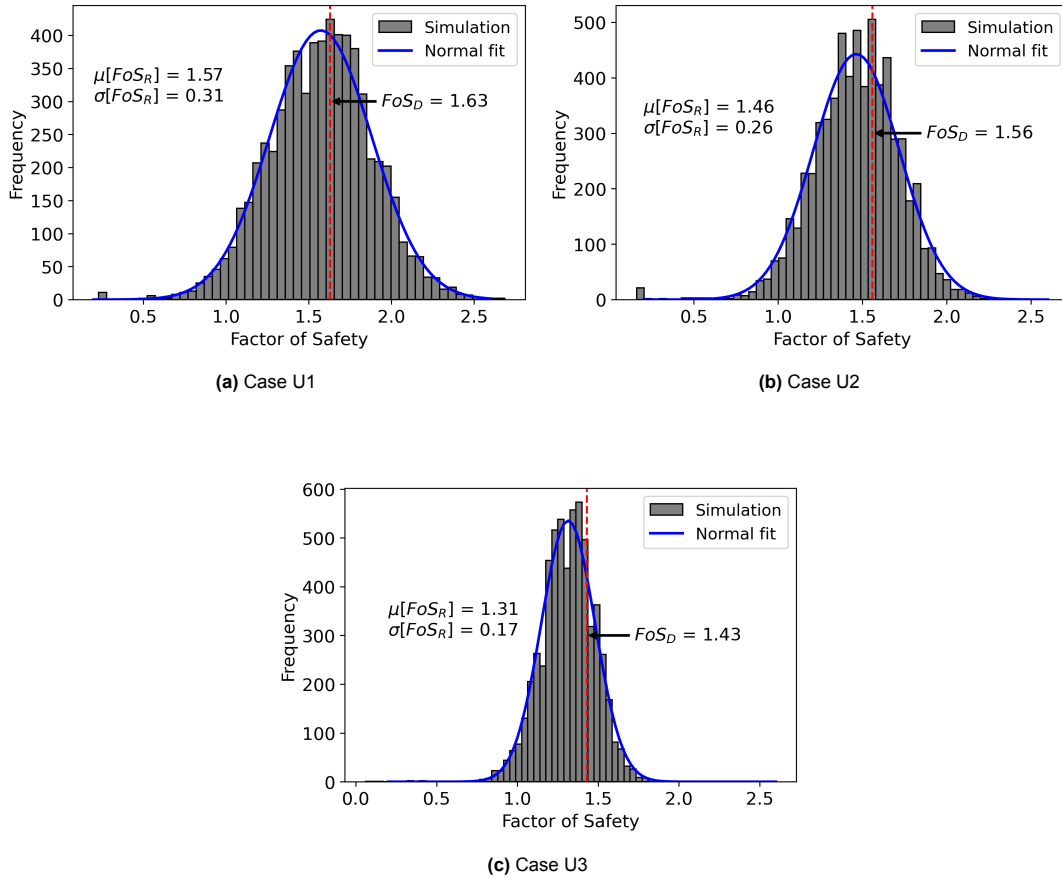 Simulation
Normal fit
μ[FoS_R] = 1.57
σ[FoS_R] = 0.31
FoS_D = 1.63
400
350
300
250
200
150
100
50
0
Frequency
0.5 1.0 1.5 2.0 2.5
Factor of Safety
(a) Case U1
Simulation
Normal fit
μ[FoS_R] = 1.46
σ[FoS_R] = 0.26
FoS_D = 1.56
500
400
300
200
100
0
Frequency
0.5 1.0 1.5 2.0 2.5
Factor of Safety
(b) Case U2
Simulation
Normal fit
μ[FoS_R] = 1.31
σ[FoS_R] = 0.17
FoS_D = 1.43
600
500
400
300
200
100
0
Frequency
0.0 0.5 1.0 1.5 2.0 2.5
Factor of Safety
(c) Case U3